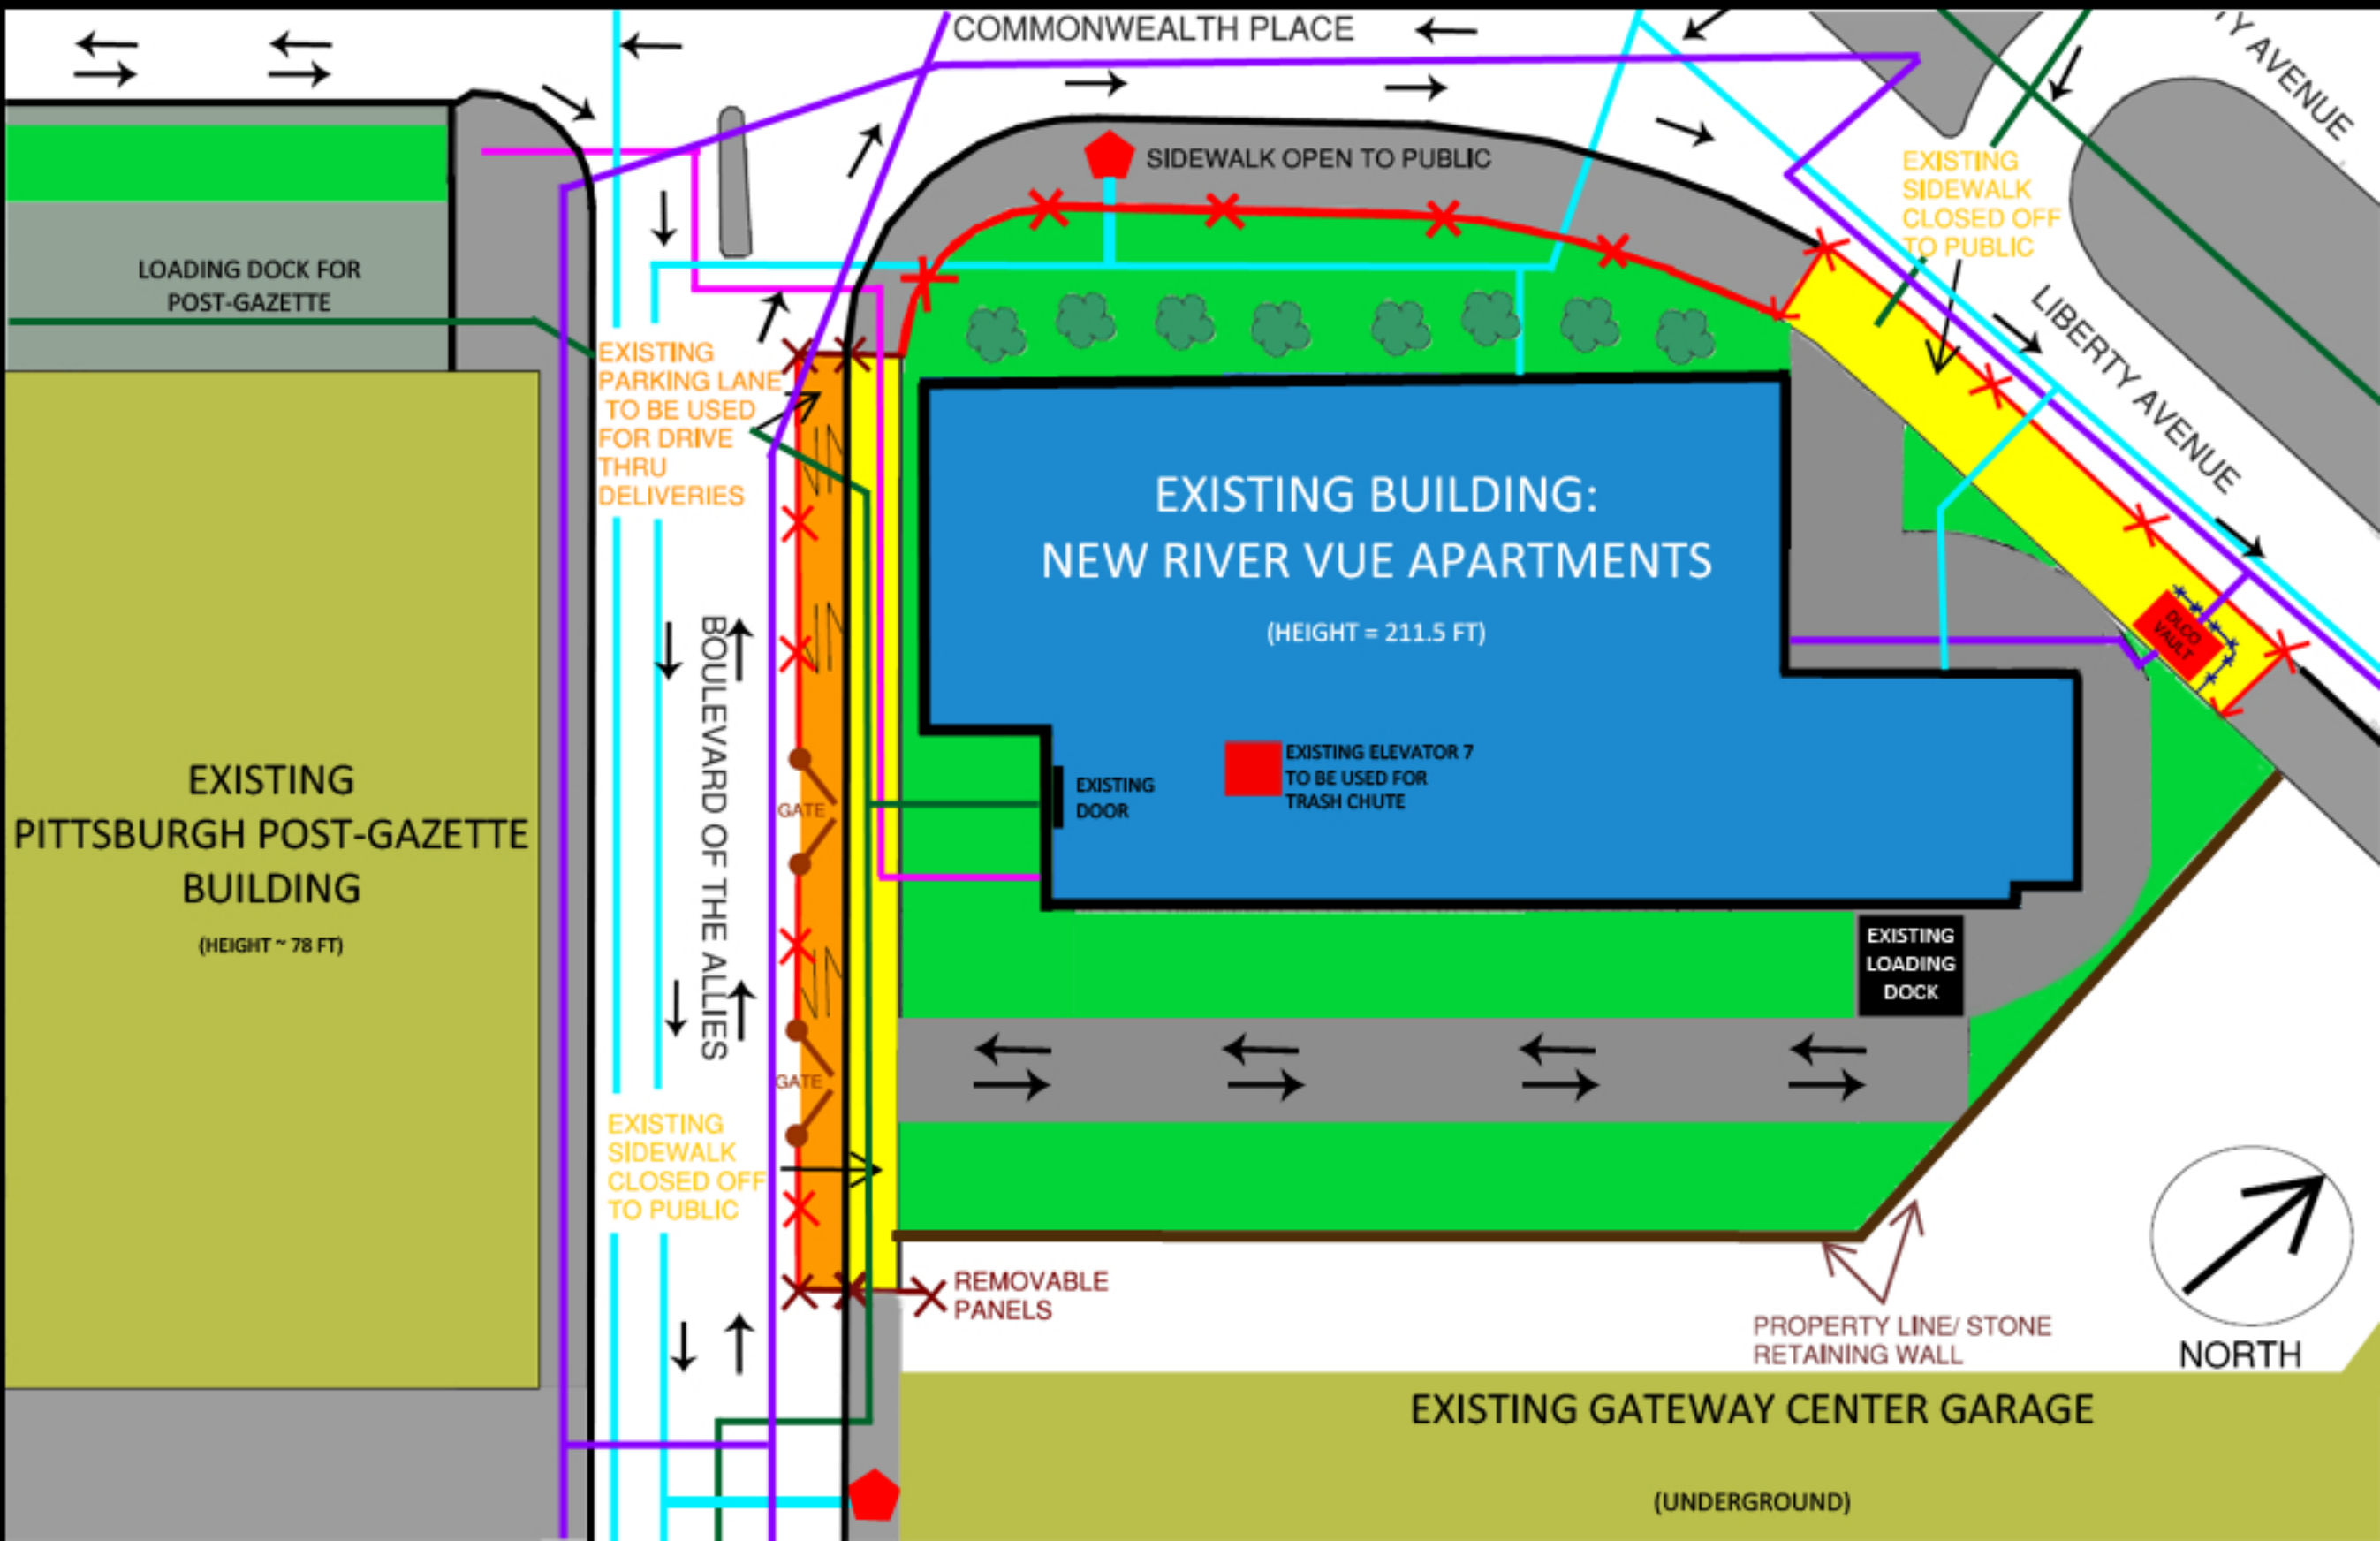 COMMONWEALTH PLACE
TY AVENUE
SIDEWALK OPEN TO PUBLIC
EXISTING
SIDEWALK
CLOSED OFF
TO PUBLIC
LOADING DOCK FOR
POST-GAZETTE
EXISTING
PARKING LANE
TO BE USED
FOR DRIVE
THRU
DELIVERIES
LIBERTY AVENUE
EXISTING BUILDING:
NEW RIVER VUE APARTMENTS
(HEIGHT = 211.5 FT)
DLCO
VAULT
BOULEVARD OF THE ALLIES
EXISTING
PITTSBURGH POST-GAZETTE
BUILDING
(HEIGHT ~ 78 FT)
GATE
EXISTING
DOOR
EXISTING ELEVATOR 7
TO BE USED FOR
TRASH CHUTE
EXISTING
LOADING
DOCK
GATE
EXISTING
SIDEWALK
CLOSED OFF
TO PUBLIC
REMOVABLE
PANELS
PROPERTY LINE/ STONE
RETAINING WALL
NORTH
EXISTING GATEWAY CENTER GARAGE
(UNDERGROUND)